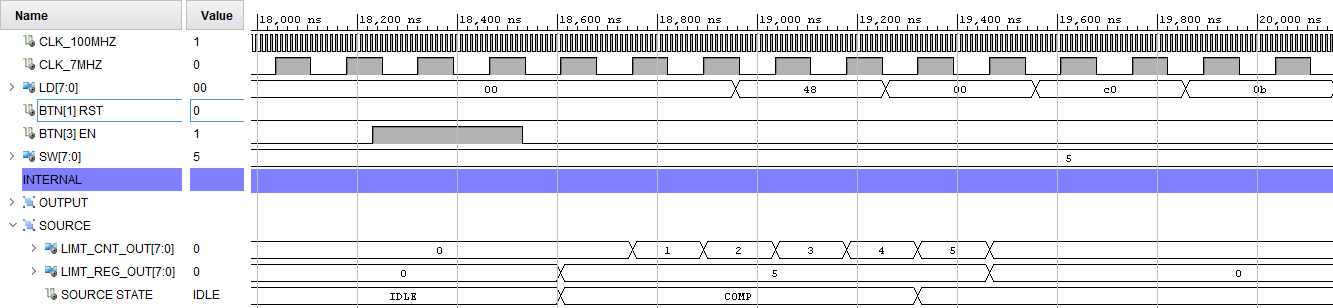 Name Value 18,000 ns 18,200 ns 18,400 ns 18,600 ns 18,800 ns 19,000 ns 19,200 ns 19,400 ns 19,600 ns 19,800 ns 20,000 ns
CLK_100MHZ 1
CLK_7MHZ 0
LD[7:0] 00 00 48 00 c0 0b
BTN[1] RST 0
BTN[3] EN 1
SW[7:0] 5 5
INTERNAL
OUTPUT
SOURCE
LIMT_CNT_OUT[7:0] 0 0 1 2 3 4 5
LIMT_REG_OUT[7:0] 0 0 5 0
SOURCE STATE IDLE IDLE COMP